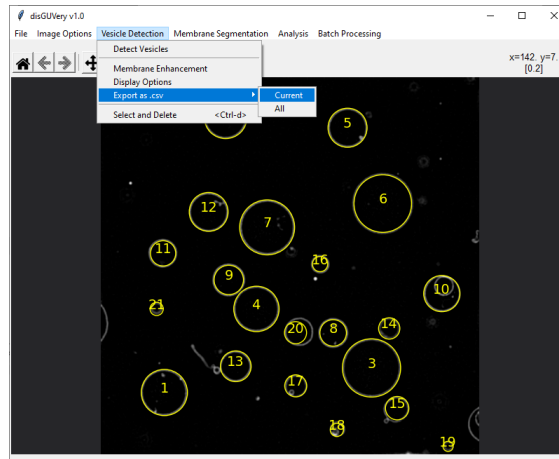 disGUVery v1.0
File Image Options Vesicle Detection Membrane Segmentation Analysis Batch Processing
Detect Vesicles
Membrane Enhancement
Display Options
Export as .csv
Current
All
Select and Delete <Ctrl-d>
x=142. y=7.
[0.2]
5
6
12
7
11
16
9
10
21
4
20
8
14
13
3
1
17
15
18
19